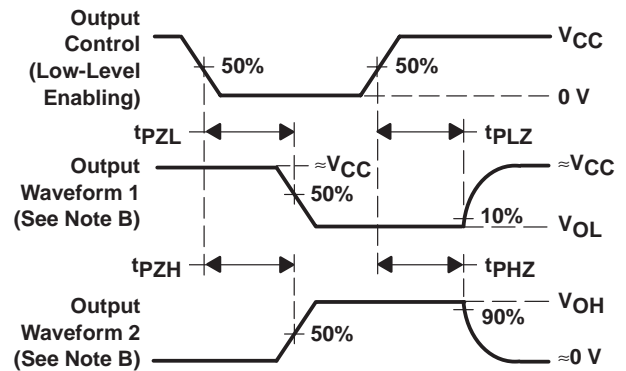 Output
Control
(Low-Level
Enabling)
50%
50%
VCC
0 V
tPZL
tPLZ
Output
Waveform 1
(See Note B)
≈VCC
50%
≈VCC
10%
VOL
tPZH
tPHZ
Output
Waveform 2
(See Note B)
50%
VOH
90%
≈0 V